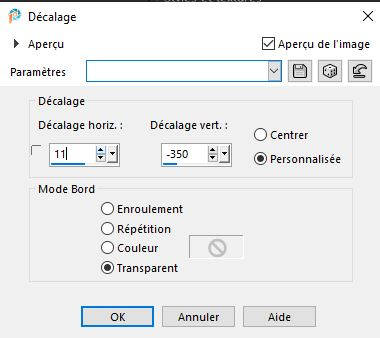 Décalage
Aperçu
Aperçu de l'image
Paramètres
Décalage
Décalage horiz. : Décalage vert. :
Centrer
11 -350
Personnalisée
Mode Bord
Enroulement
Répétition
Couleur
Transparent
OK Annuler Aide